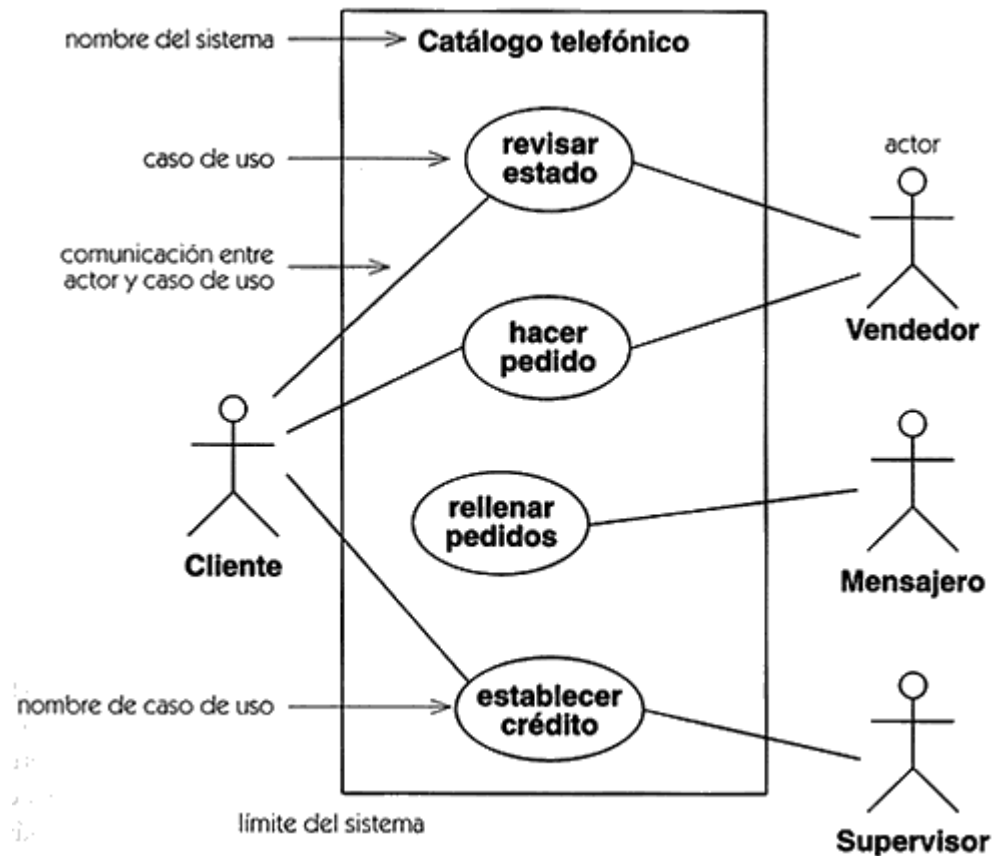 nombre del sistema
Catálogo telefónico
caso de uso
revisar
estado
actor
comunicación entre
actor y caso de uso
Vendedor
hacer
pedido
Cliente
rellenar
pedidos
Mensajero
nombre de caso de uso
establecer
crédito
límite del sistema
Supervisor